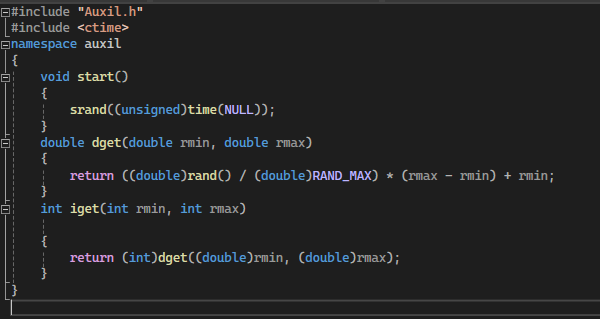 #include "Auxil.h"
#include <ctime>
namespace auxil
{
    void start()
    {
        srand((unsigned)time(NULL));
    }
    double dget(double rmin, double rmax)
    {
        return ((double)rand() / (double)RAND_MAX) * (rmax - rmin) + rmin;
    }
    int iget(int rmin, int rmax)
    {
        return (int)dget((double)rmin, (double)rmax);
    }
}